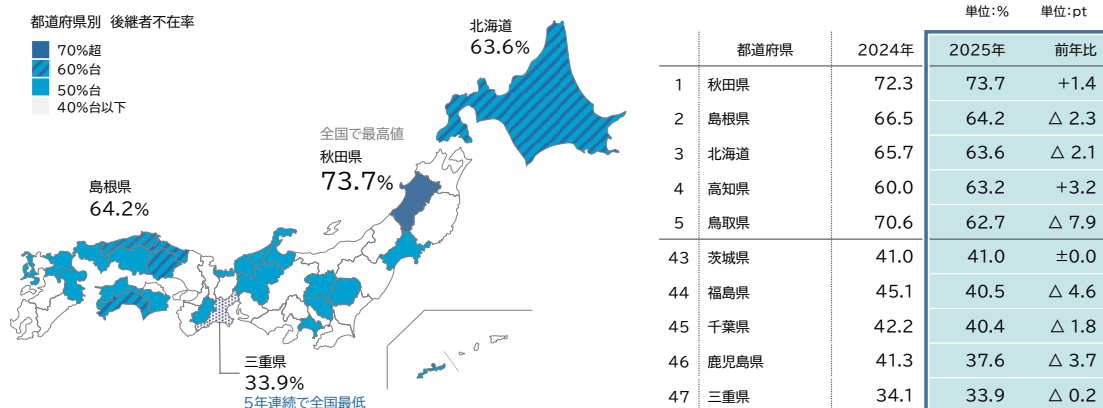 都道府県別 後継者不在率
70%超
60%台
50%台
40%台以下
北海道
63.6%
全国で最高値
秋田県
73.7%
島根県
64.2%
三重県
33.9%
5年連続で全国最低
単位:% 単位:pt
都道府県 2024年 2025年 前年比
1 秋田県 72.3 73.7 +1.4
2 島根県 66.5 64.2 △ 2.3
3 北海道 65.7 63.6 △ 2.1
4 高知県 60.0 63.2 +3.2
5 鳥取県 70.6 62.7 △ 7.9
43 茨城県 41.0 41.0 ±0.0
44 福島県 45.1 40.5 △ 4.6
45 千葉県 42.2 40.4 △ 1.8
46 鹿児島県 41.3 37.6 △ 3.7
47 三重県 34.1 33.9 △ 0.2